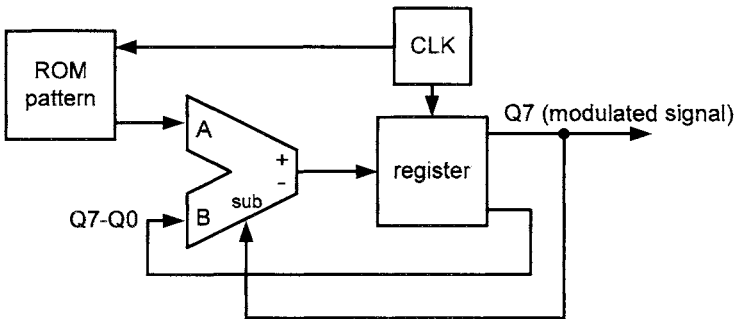 CLK
ROM
pattern
A
Q7 (modulated signal)
+
-
register
sub
Q7-Q0
B